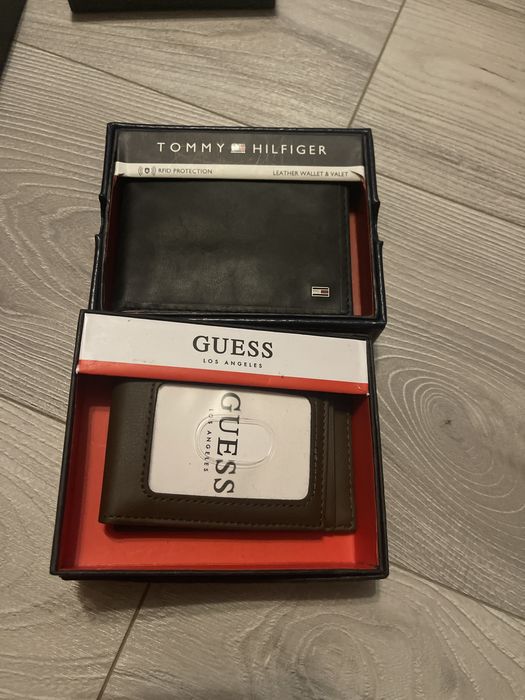 TOMMY HILFIGER
RFID PROTECTION
LEATHER WALLET & VALET
GUESS
LOS ANGELES
GUESS
LOS ANGELES